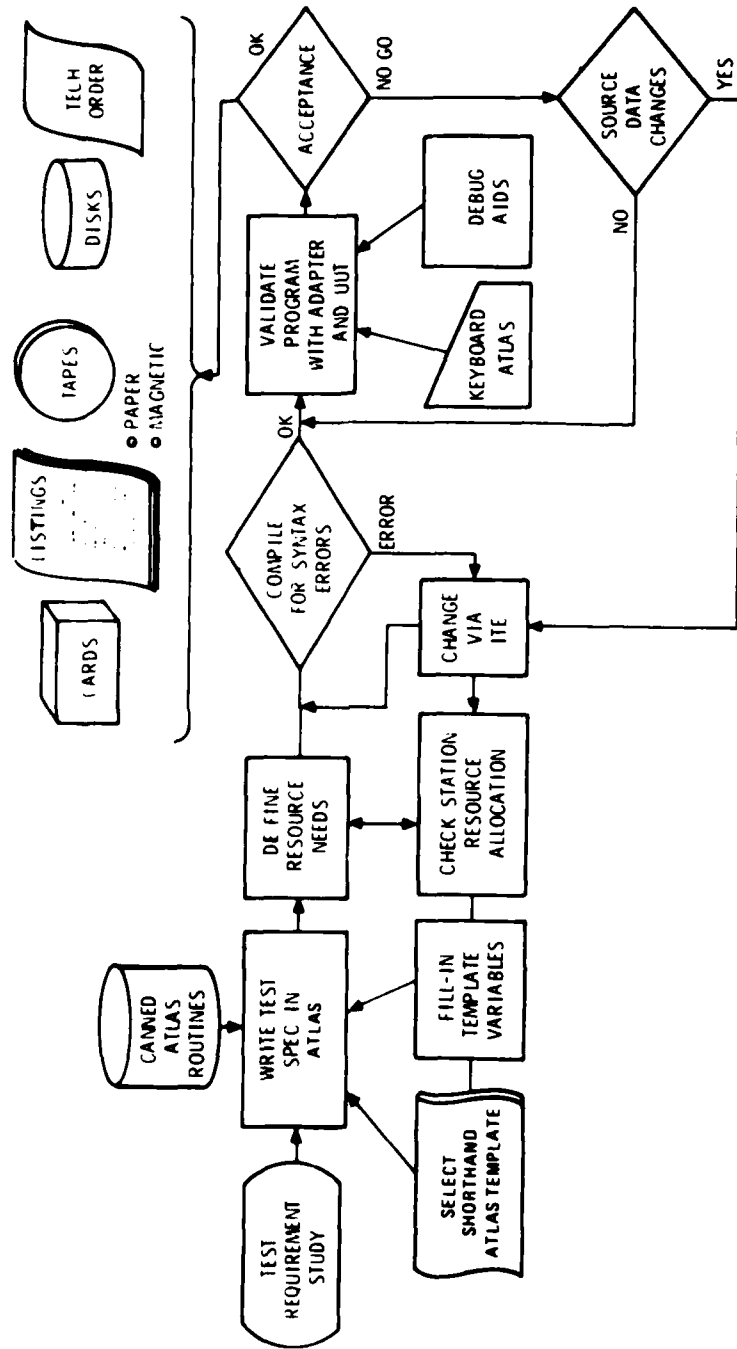 CARDS
LISTINGS
TAPES
• PAPER
• MAGNETIC
DISKS
TECH
ORDER
TEST
REQUIREMENT
STUDY
CANNED
ATLAS
ROUTINES
WRITE TEST
SPEC IN
ATLAS
DEFINE
RESOURCE
NEEDS
COMPILE
FOR SYNTAX
ERRORS
OK
ERROR
VALIDATE
PROGRAM
WITH ADAPTER
AND UUT
ACCEPTANCE
OK
NO GO
SELECT
SHORTHAND
ATLAS TEMPLATE
FILL-IN
TEMPLATE
VARIABLES
CHECK STATION
RESOURCE
ALLOCATION
CHANGE
VIA
ITE
KEYBOARD
ATLAS
DEBUG
AIDS
NO
SOURCE
DATA
CHANGES
YES